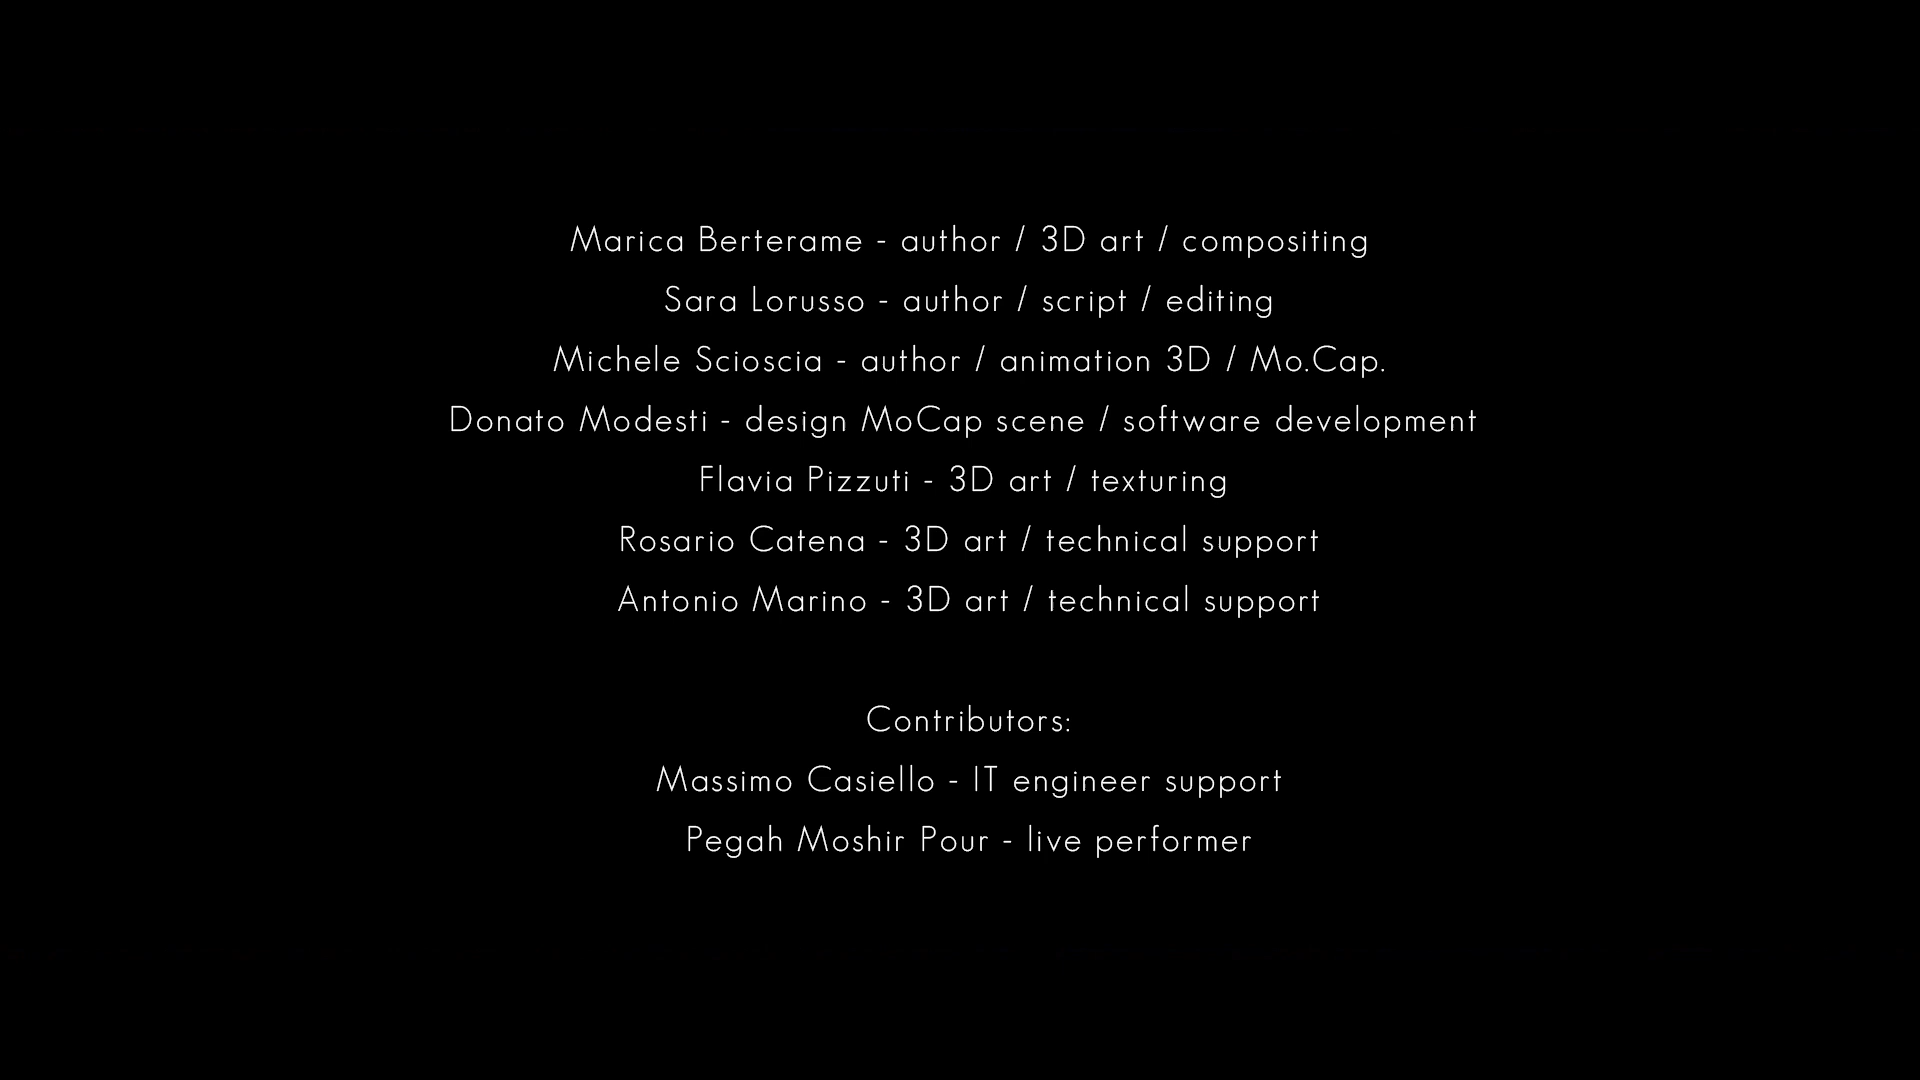 Marica Berterame - author / 3D art / compositing
Sara Lorusso - author / script / editing
Michele Scioscia - author / animation 3D / Mo.Cap.
Donato Modesti - design MoCap scene / software development
Flavia Pizzuti - 3D art / texturing
Rosario Catena - 3D art / technical support
Antonio Marino - 3D art / technical support
Contributors:
Massimo Casiello - IT engineer support
Pegah Moshir Pour - live performer